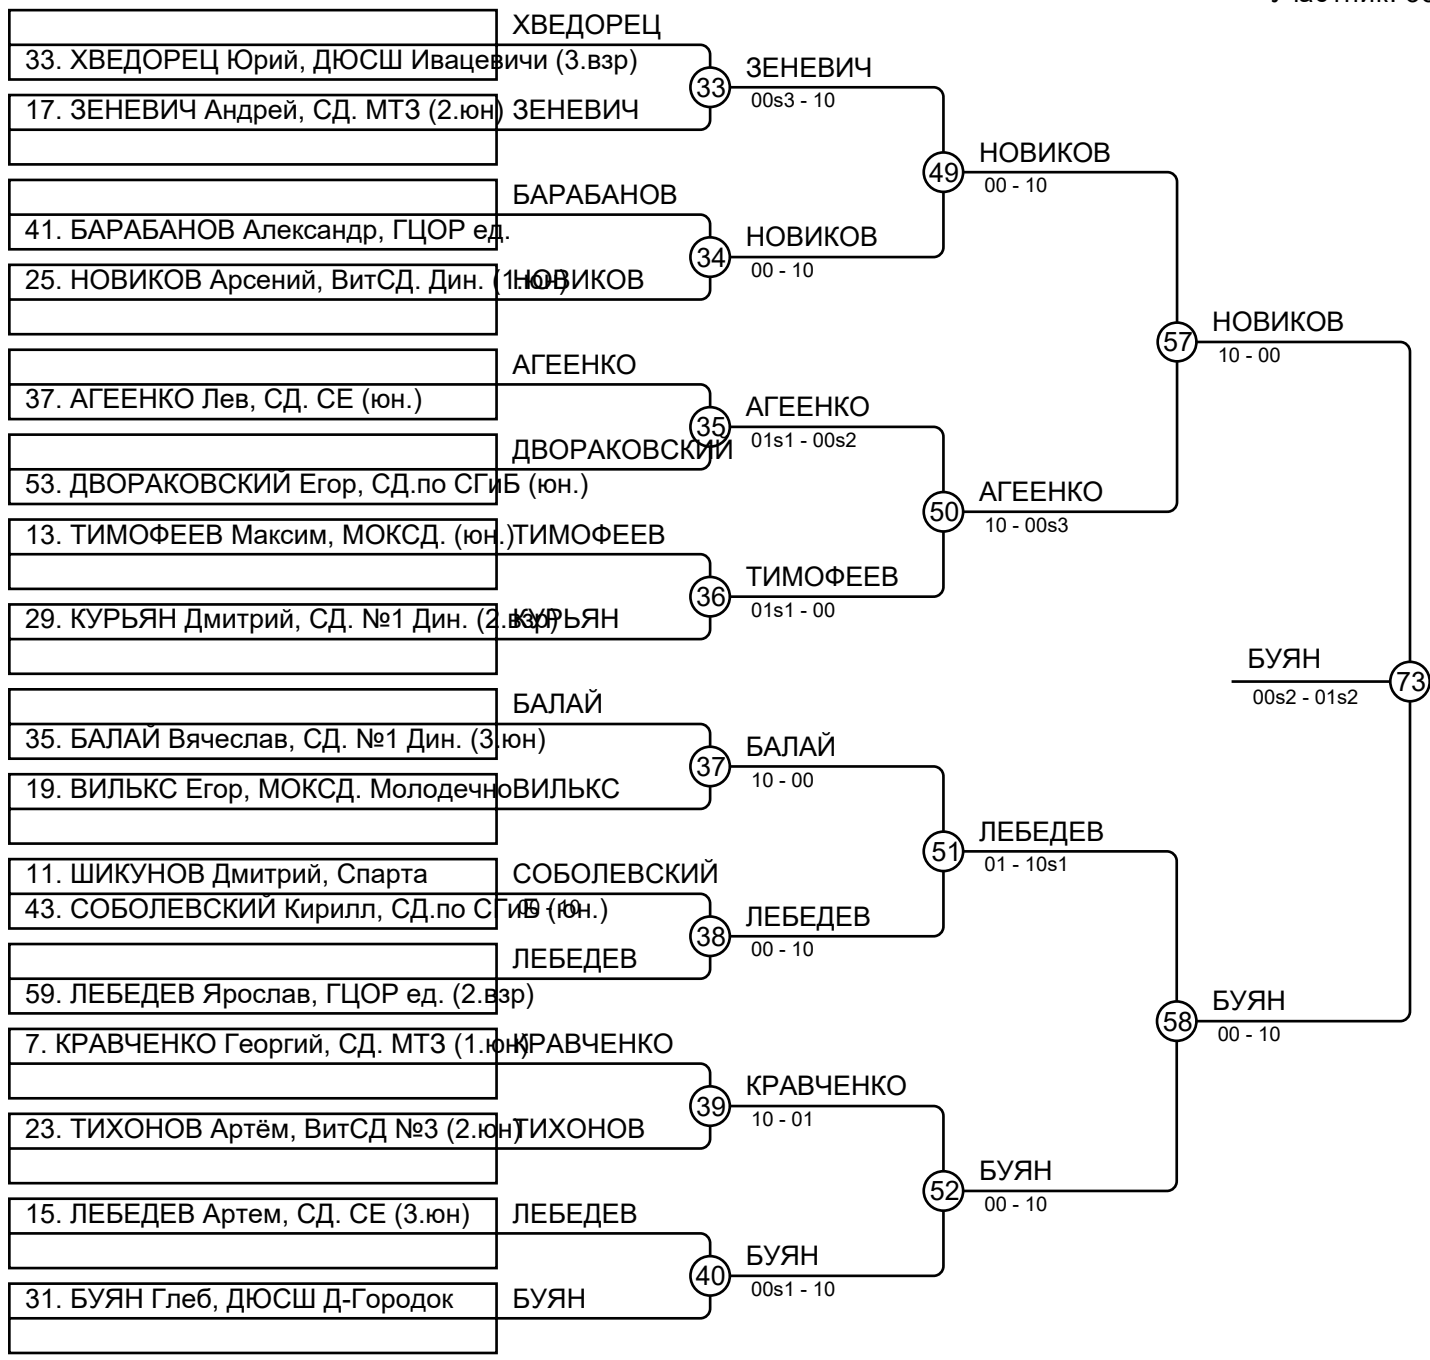 ХВЕДОРЕЦ
33. ХВЕДОРЕЦ Юрий, ДЮСШ Ивацевичи (3.взр)
33
ЗЕНЕВИЧ
00s3 - 10
17. ЗЕНЕВИЧ Андрей, СД. МТЗ (2.юн)
ЗЕНЕВИЧ
49
НОВИКОВ
00 - 10
БАРАБАНОВ
41. БАРАБАНОВ Александр, ГЦОР ед.
34
НОВИКОВ
00 - 10
25. НОВИКОВ Арсений, ВитСД. Дин. (1.юн)
НОВИКОВ
57
НОВИКОВ
10 - 00
АГЕЕНКО
37. АГЕЕНКО Лев, СД. СЕ (юн.)
35
АГЕЕНКО
01s1 - 00s2
ДВОРАКОВСКИЙ
53. ДВОРАКОВСКИЙ Егор, СД.по СГиБ (юн.)
50
АГЕЕНКО
10 - 00s3
13. ТИМОФЕЕВ Максим, МОКСД. (юн.)
ТИМОФЕЕВ
36
ТИМОФЕЕВ
01s1 - 00
29. КУРЬЯН Дмитрий, СД. №1 Дин. (2.взр)
КУРЬЯН
БУЯН
00s2 - 01s2
73
БАЛАЙ
35. БАЛАЙ Вячеслав, СД. №1 Дин. (3.юн)
37
БАЛАЙ
10 - 00
19. ВИЛЬКС Егор, МОКСД. Молодечно
ВИЛЬКС
51
ЛЕБЕДЕВ
01 - 10s1
11. ШИКУНОВ Дмитрий, Спарта
СОБОЛЕВСКИЙ
43. СОБОЛЕВСКИЙ Кирилл, СД.по СГиБ (юн.)
00 - 10
38
ЛЕБЕДЕВ
00 - 10
ЛЕБЕДЕВ
59. ЛЕБЕДЕВ Ярослав, ГЦОР ед. (2.взр)
58
БУЯН
00 - 10
7. КРАВЧЕНКО Георгий, СД. МТЗ (1.юн)
КРАВЧЕНКО
39
КРАВЧЕНКО
10 - 01
23. ТИХОНОВ Артём, ВитСД №3 (2.юн)
ТИХОНОВ
52
БУЯН
00 - 10
15. ЛЕБЕДЕВ Артем, СД. СЕ (3.юн)
ЛЕБЕДЕВ
40
БУЯН
00s1 - 10
31. БУЯН Глеб, ДЮСШ Д-Городок
БУЯН